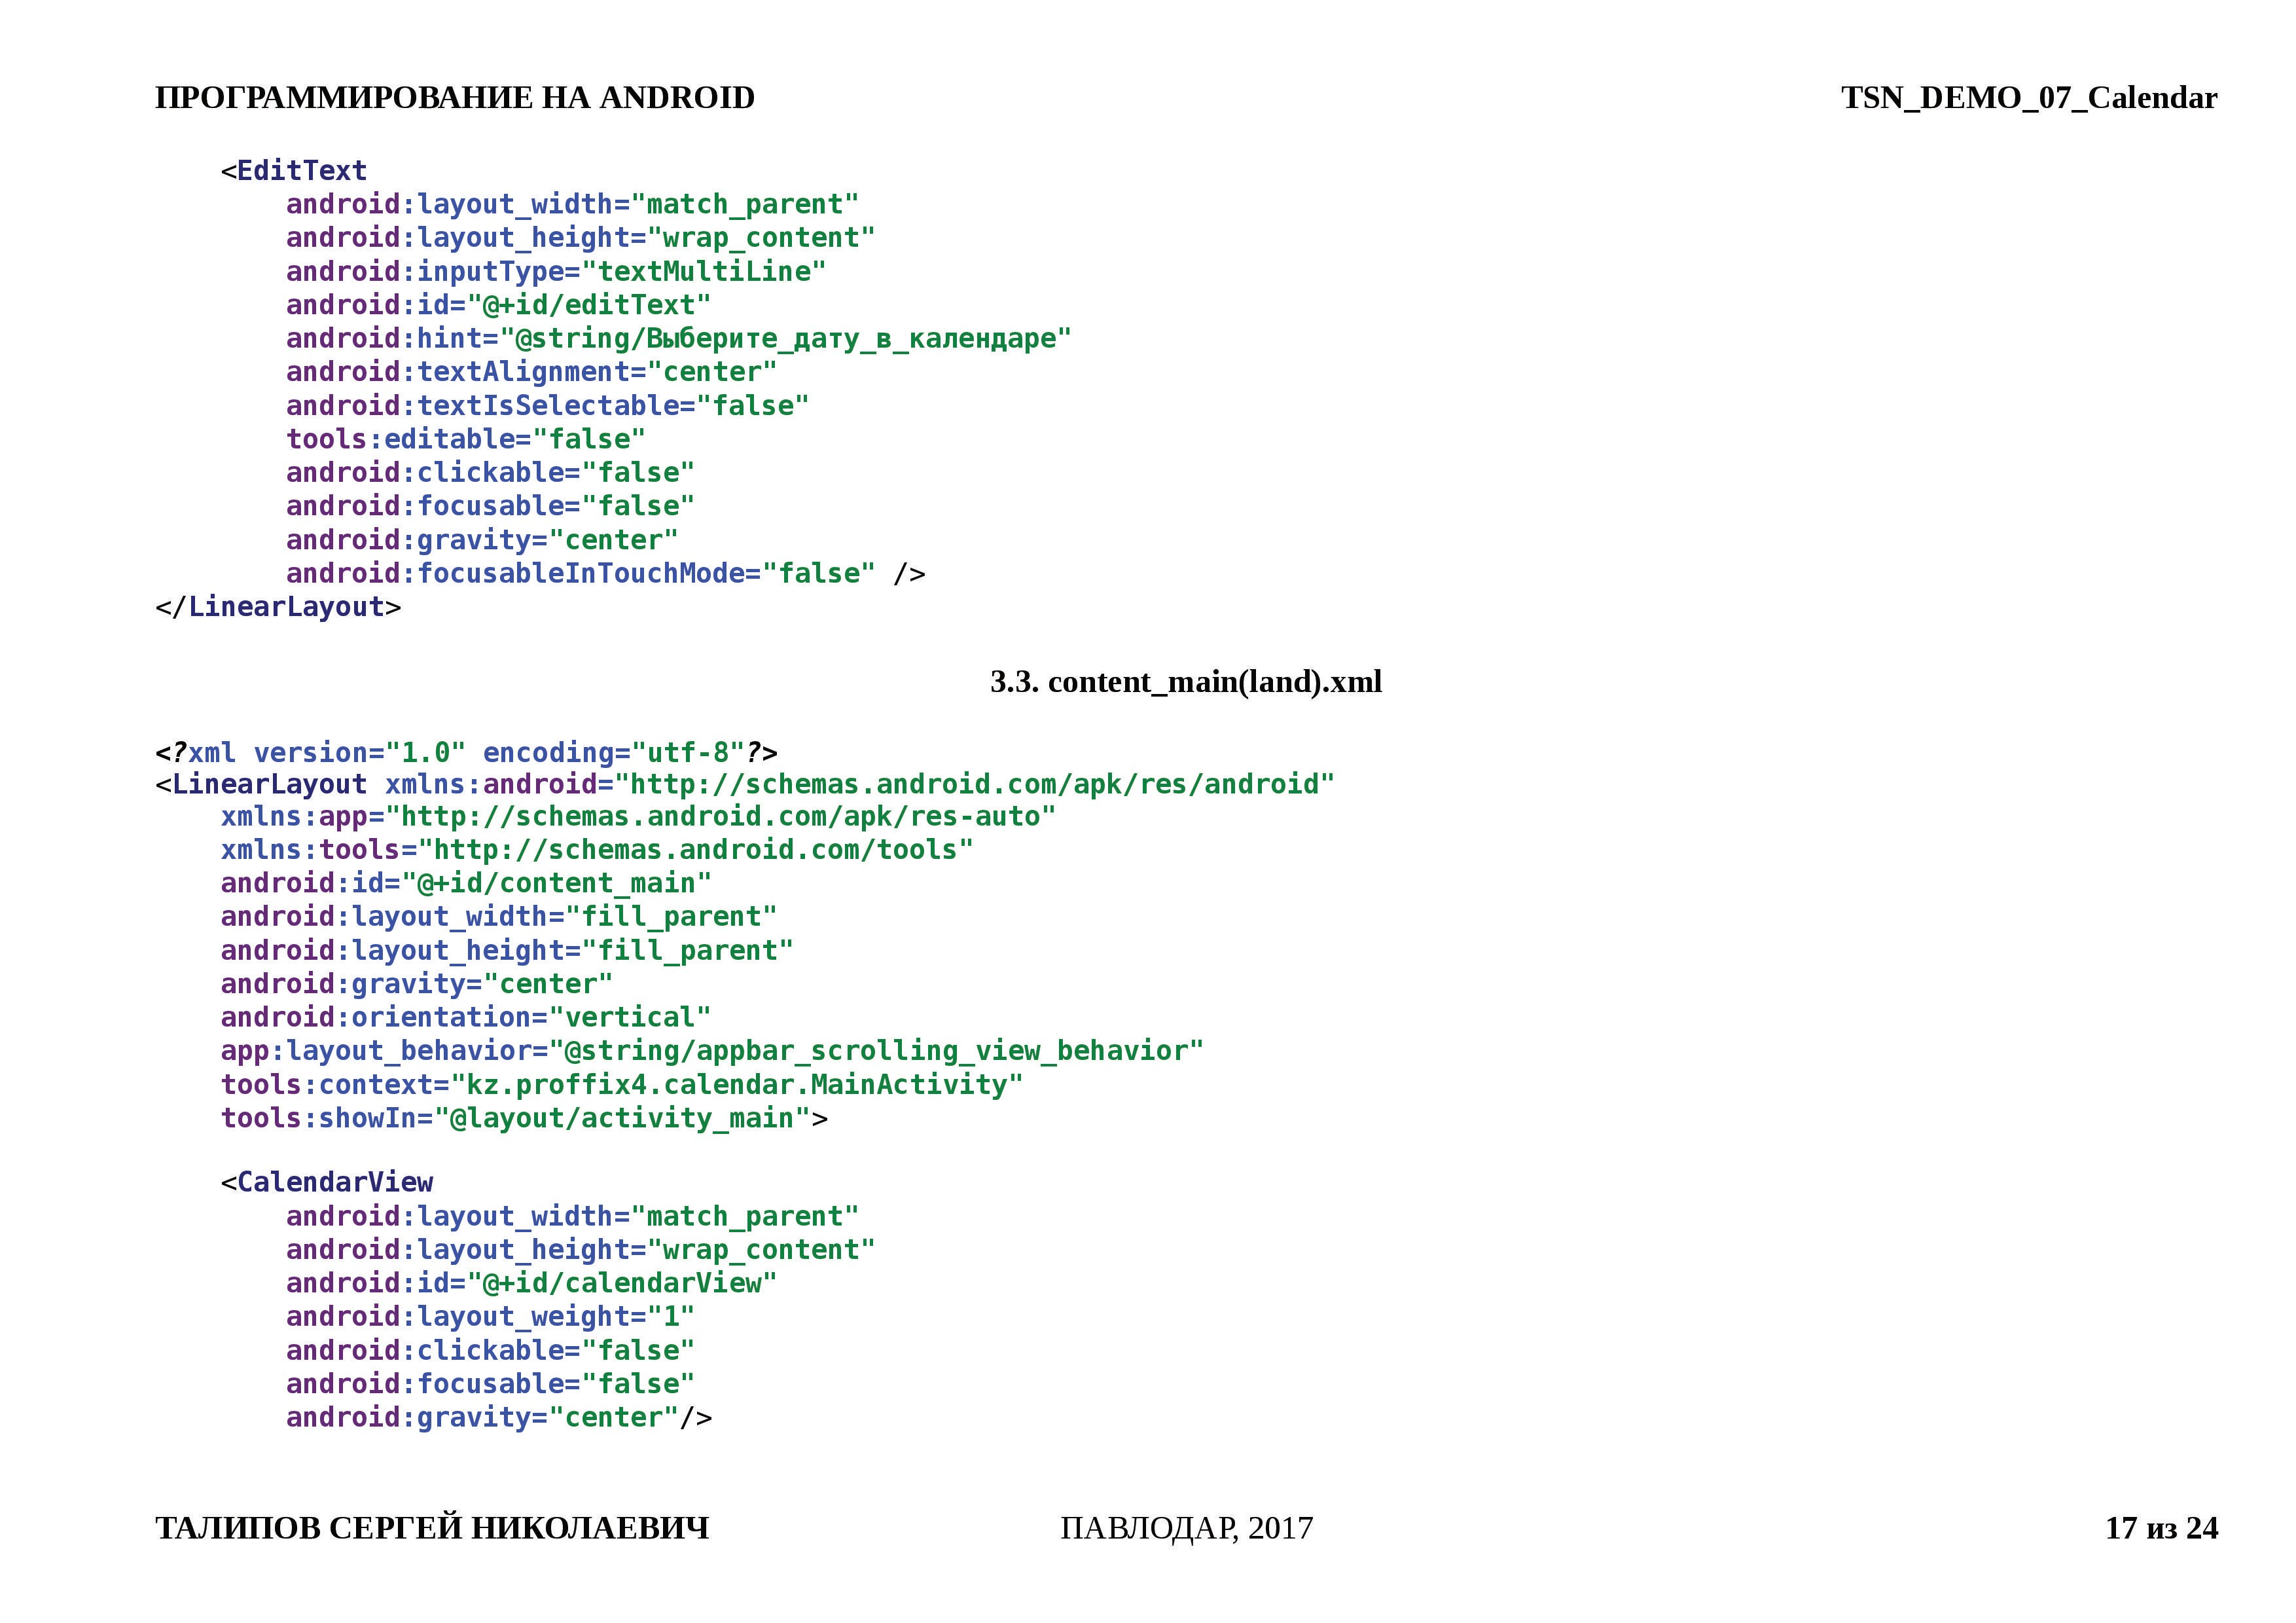 ПРОГРАММИРОВАНИЕ НА ANDROID TSN_DEMO_07_Calendar
<EditText
android:layout_width="match_parent"
android:layout_height="wrap_content"
android:inputType="textMultiLine"
android:id="@+id/editText"
android:hint="@string/Выберите_дату_в_календаре"
android:textAlignment="center"
android:textIsSelectable="false"
tools:editable="false"
android:clickable="false"
android:focusable="false"
android:gravity="center"
android:focusableInTouchMode="false" />
</LinearLayout>
3.3. content_main(land).xml
<?xml version="1.0" encoding="utf-8"?>
<LinearLayout xmlns:android="http://schemas.android.com/apk/res/android"
xmlns:app="http://schemas.android.com/apk/res-auto"
xmlns:tools="http://schemas.android.com/tools"
android:id="@+id/content_main"
android:layout_width="fill_parent"
android:layout_height="fill_parent"
android:gravity="center"
android:orientation="vertical"
app:layout_behavior="@string/appbar_scrolling_view_behavior"
tools:context="kz.proffix4.calendar.MainActivity"
tools:showIn="@layout/activity_main">
<CalendarView
android:layout_width="match_parent"
android:layout_height="wrap_content"
android:id="@+id/calendarView"
android:layout_weight="1"
android:clickable="false"
android:focusable="false"
android:gravity="center"/>
ТАЛИПОВ СЕРГЕЙ НИКОЛАЕВИЧ ПАВЛОДАР, 2017 17 из 24